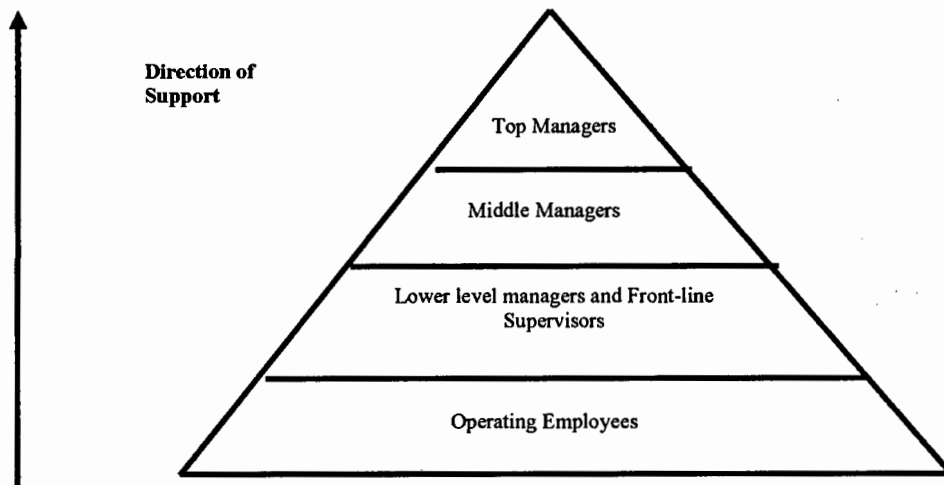 Direction of
Support
Top Managers
Middle Managers
Lower level managers and Front-line
Supervisors
Operating Employees